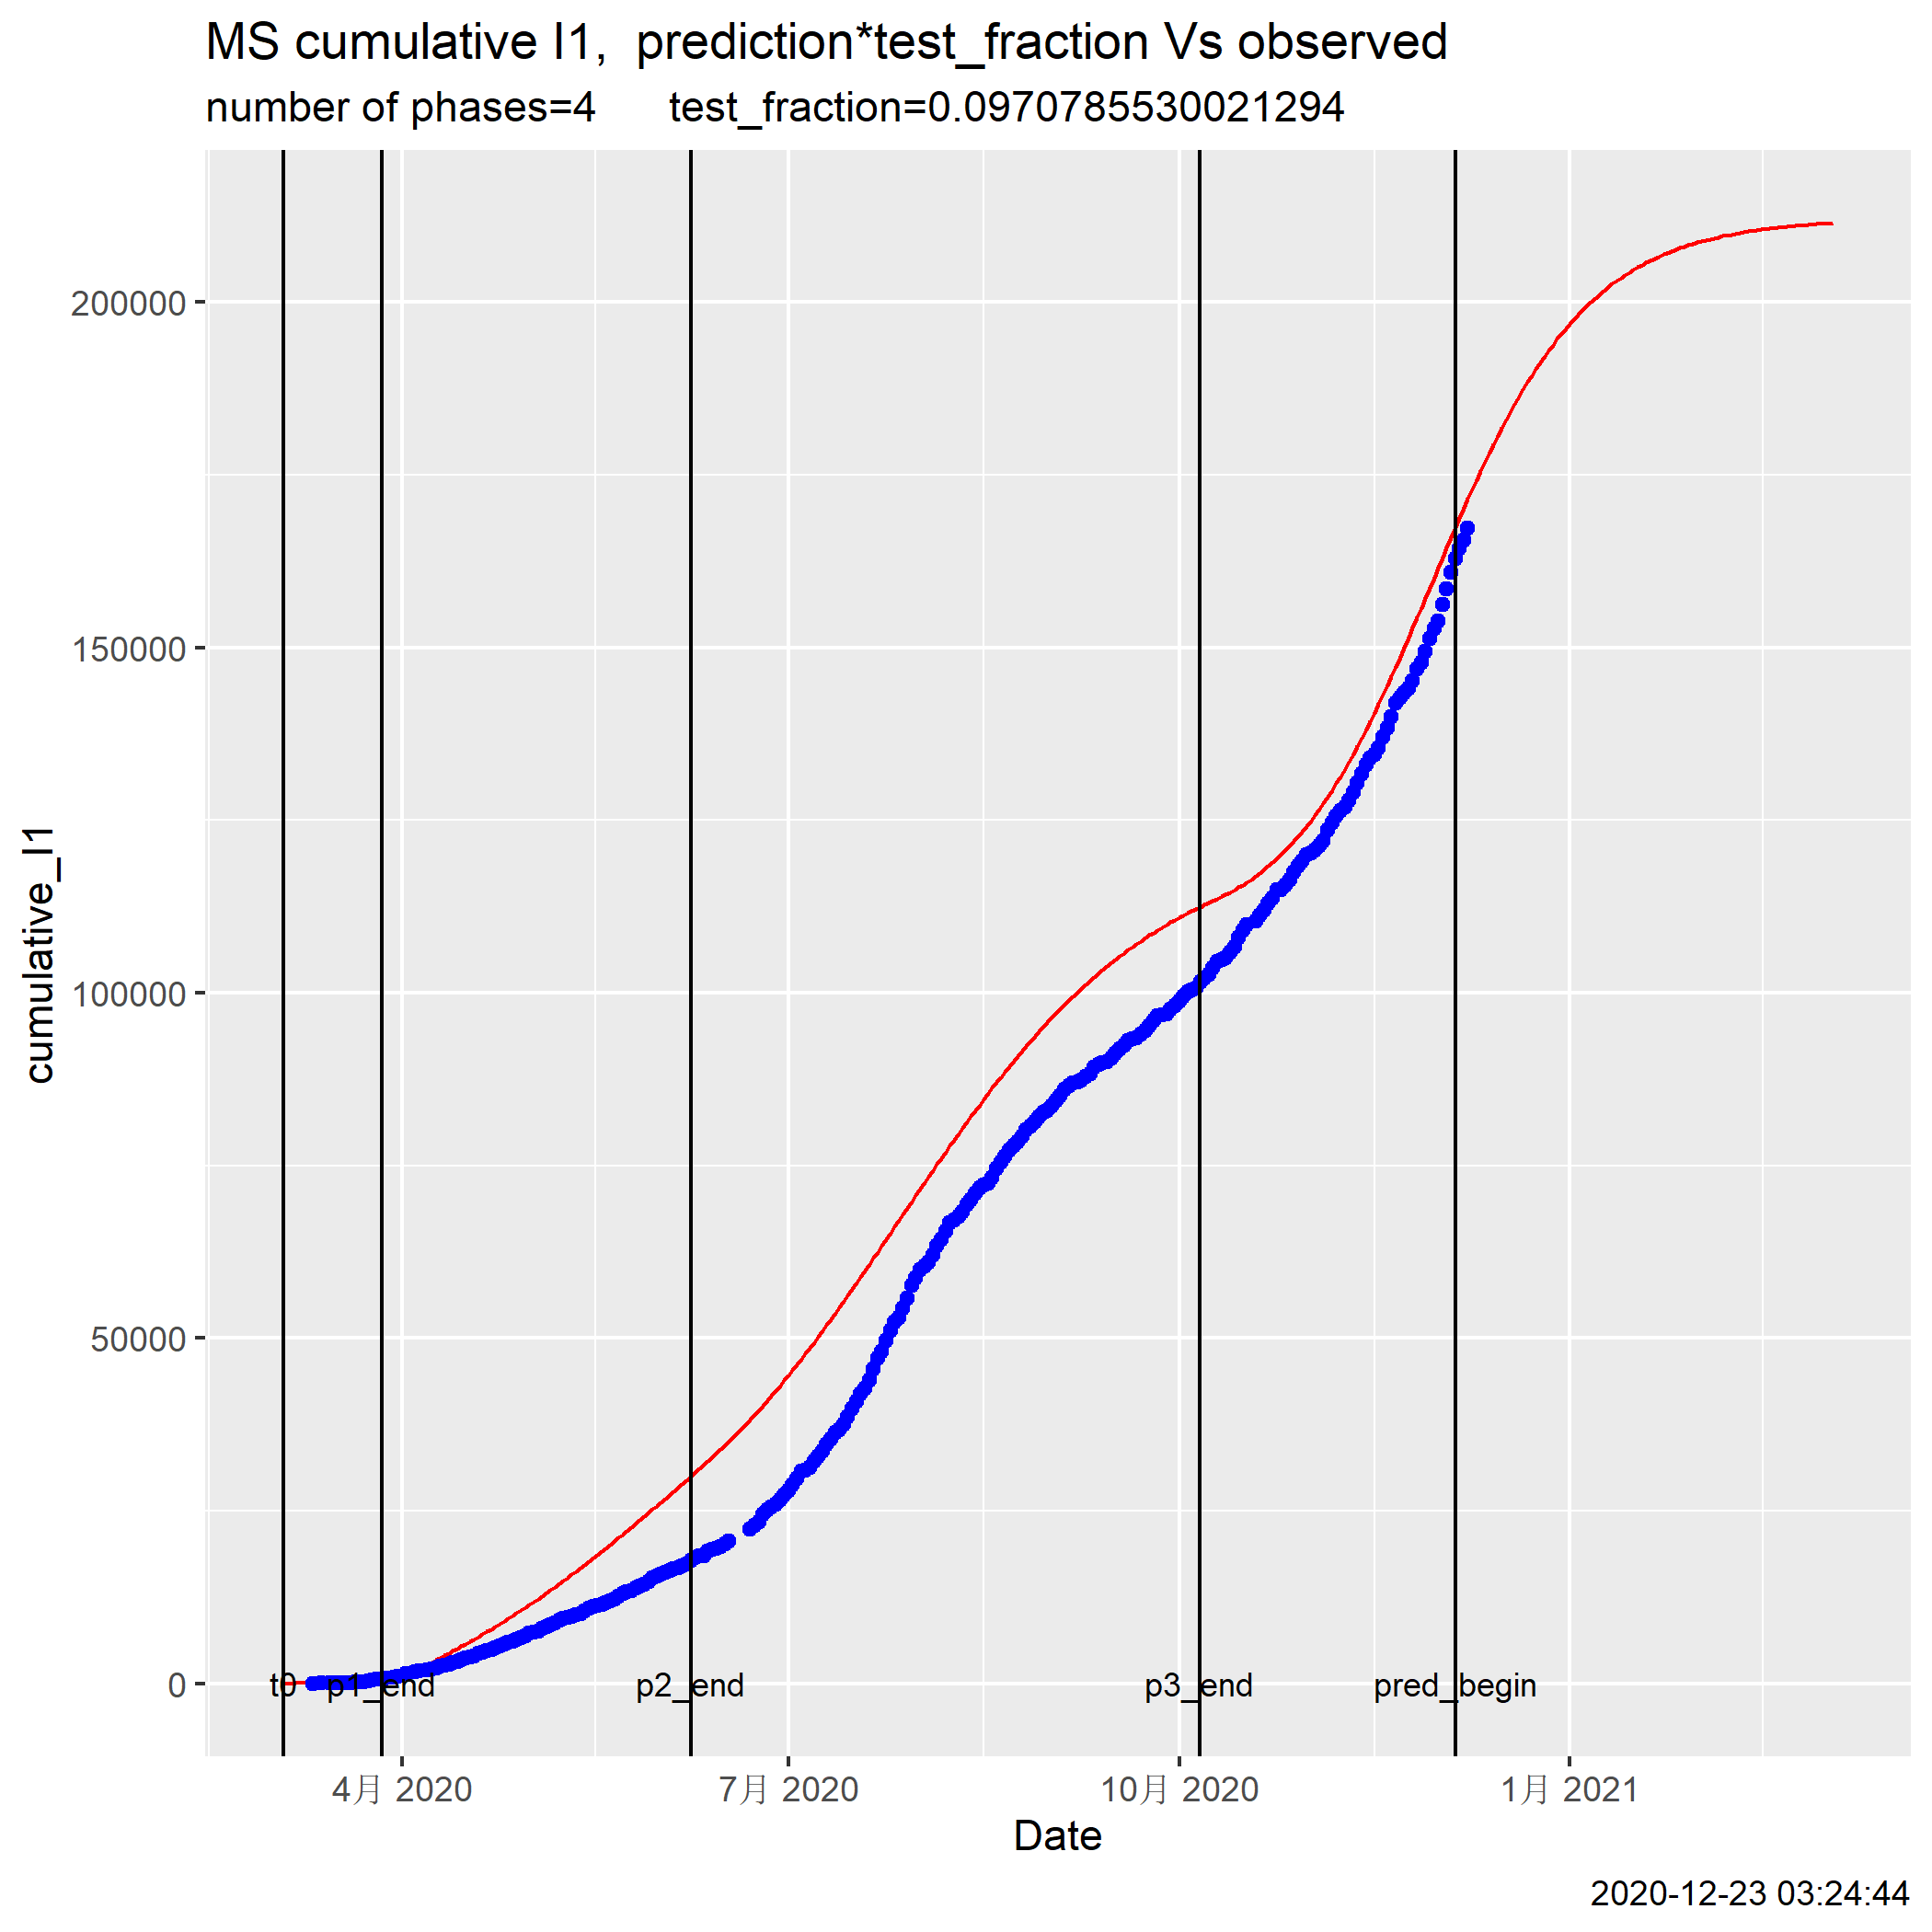 MS cumulative I1,  prediction*test_fraction Vs observed
number of phases=4      test_fraction=0.0970785530021294
cumulative_I1
200000
150000
100000
50000
0
t0 p1_end p2_end p3_end pred_begin
4月 2020 7月 2020 10月 2020 1月 2021
Date
2020-12-23 03:24:44